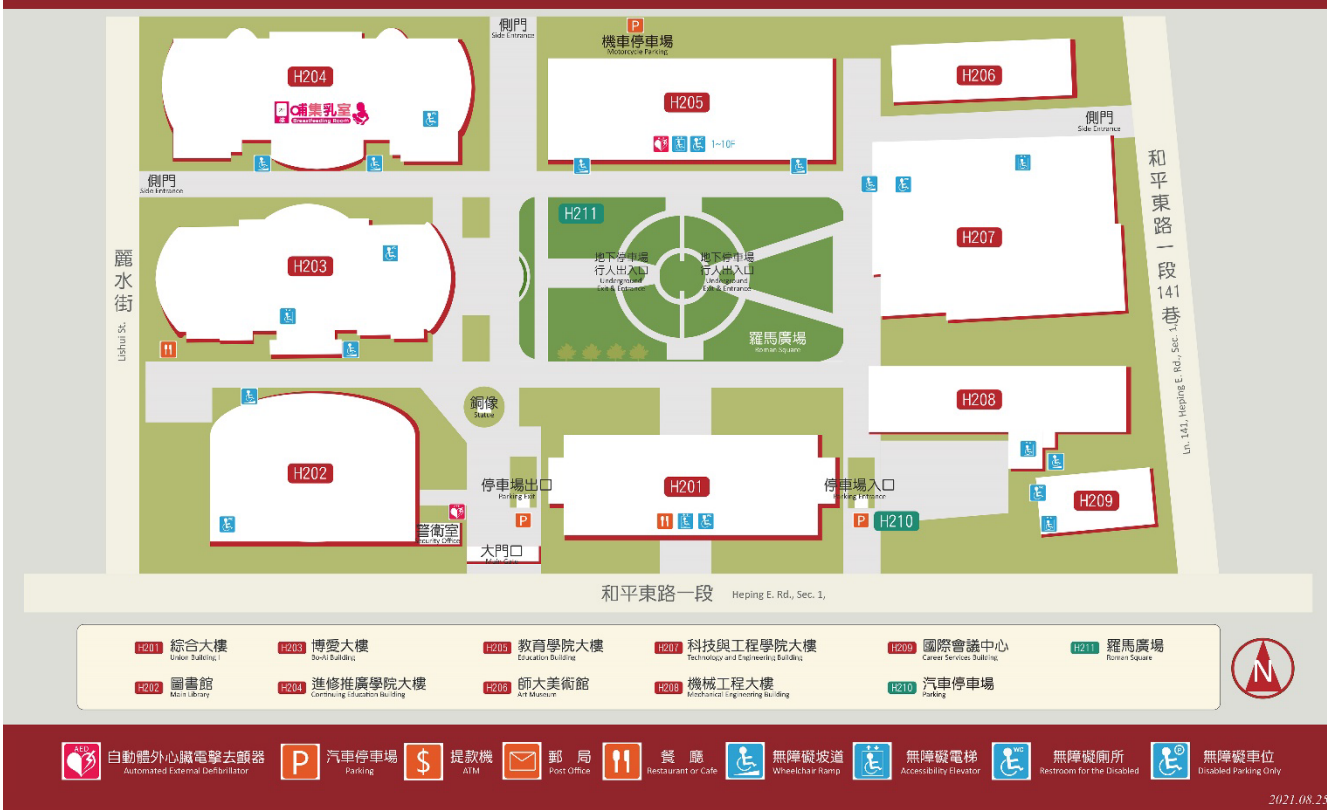 側門
Side Entrance
P
機車停車場
Motorcycle Parking
H204
哺集乳室
Breastfeeding Room
H205
1~10F
H206
側門
Side Entrance
側門
Side Entrance
H211
地下停車場
行人出入口
Underground
Exit & Entrance
地下停車場
行人出入口
Underground
Exit & Entrance
H207
H203
羅馬廣場
Roman Square
麗水街
Lishui St.
和平東路一段141巷
Ln. 141, Heping E. Rd., Sec. 1,
銅像
Statue
H208
H202
停車場出口
Parking Exit
P
H201
停車場入口
Parking Entrance
P
H210
H209
警衛室
Security Office
大門口
Main Gate
和平東路一段 Heping E. Rd., Sec. 1,
H201 綜合大樓
Union Building I
H203 博愛大樓
Bo-Ai Building
H205 教育學院大樓
Education Building
H207 科技與工程學院大樓
Technology and Engineering Building
H209 國際會議中心
Career Services Building
H211 羅馬廣場
Roman Square
H202 圖書館
Main Library
H204 進修推廣學院大樓
Continuing Education Building
H206 師大美術館
Art Museum
H208 機械工程大樓
Mechanical Engineering Building
H210 汽車停車場
Parking
N
AED
自動體外心臟電擊去顫器
Automated External Defibrillator
P
汽車停車場
Parking
$
提款機
ATM
郵局
Post Office
餐廳
Restaurant or Cafe
無障礙坡道
Wheelchair Ramp
無障礙電梯
Accessibility Elevator
WC
無障礙廁所
Restroom for the Disabled
P
無障礙車位
Disabled Parking Only
2021.08.25